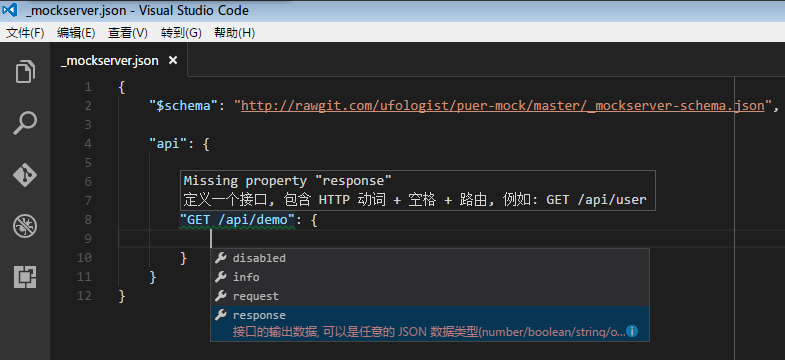 _mockserver.json - Visual Studio Code
文件(F) 编辑(E) 查看(V) 转到(G) 帮助(H)
_mockserver.json ×
1 {
2 "$schema": "http://rawgit.com/ufologist/puer-mock/master/_mockserver-schema.json",
3
4 "api": {
5
6 Missing property "response"
7 定义一个接口, 包含 HTTP 动词 + 空格 + 路由, 例如: GET /api/user
8 "GET /api/demo": {
9
disabled
10 }
info
11 }
request
12 }
response
接口的输出数据, 可以是任意的 JSON 数据类型(number/boolean/string/o...